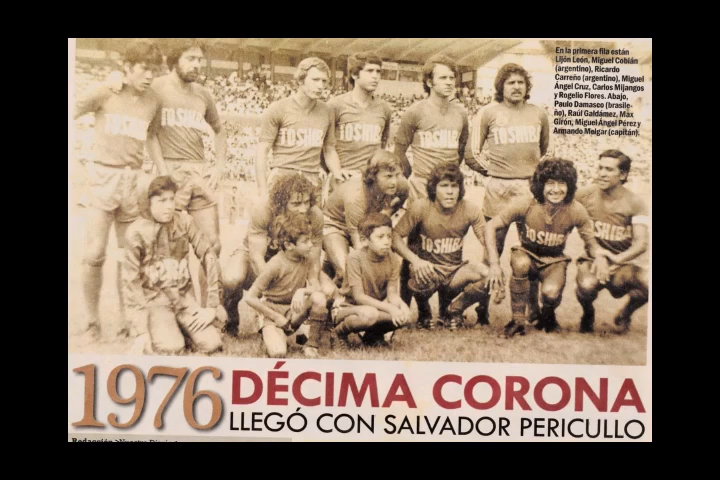 En la primera fila están
Lijón León, Miguel Cobián
(argentino), Ricardo
Carreño (argentino), Miguel
Ángel Cruz, Carlos Mijangos
y Rogelio Flores. Abajo,
Paulo Damasco (brasile-
ño), Raúl Galdámez, Max
Girón, Miguel Ángel Pérez y
Armando Melgar (capitán).
TOSHIBA
TOSHIBA
TOSHIBA
TOSHIBA
TOSHIBA
TOSHIBA
TOSHIBA
1976 DÉCIMA CORONA
LLEGÓ CON SALVADOR PERICULLO
Redacción